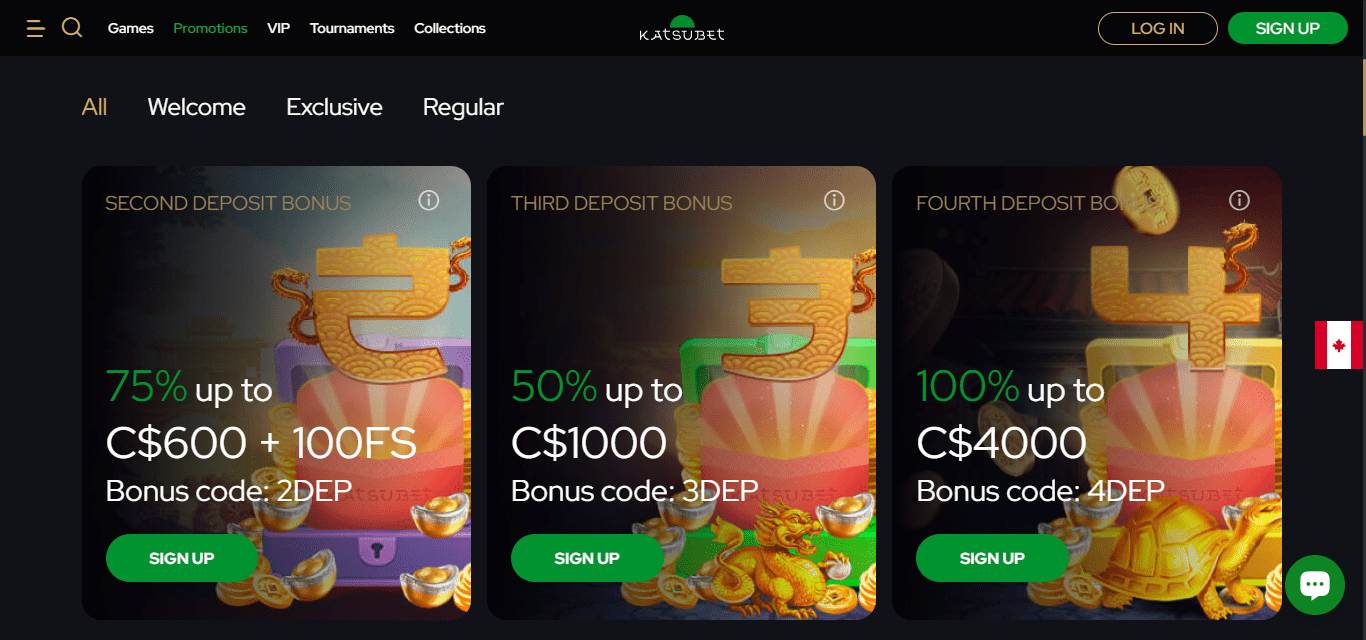 Games Promotions VIP Tournaments Collections
KATSUBET
LOG IN SIGN UP
All Welcome Exclusive Regular
SECOND DEPOSIT BONUS
75% up to
C$600 + 100FS
Bonus code: 2DEP
SIGN UP
THIRD DEPOSIT BONUS
50% up to
C$1000
Bonus code: 3DEP
SIGN UP
FOURTH DEPOSIT BO
100% up to
C$4000
Bonus code: 4DEP
SIGN UP